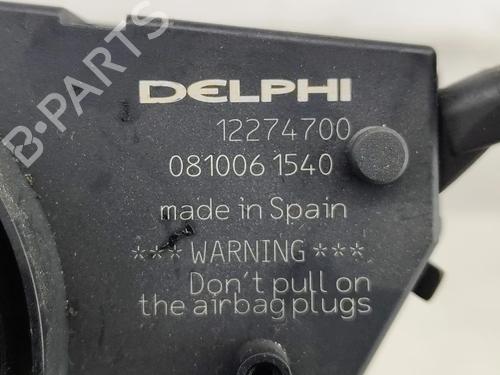 B-PARTS
DELPHI
12274700
081006 1540
made in Spain
*** WARNING ***
Don't pull on
the airbag plugs